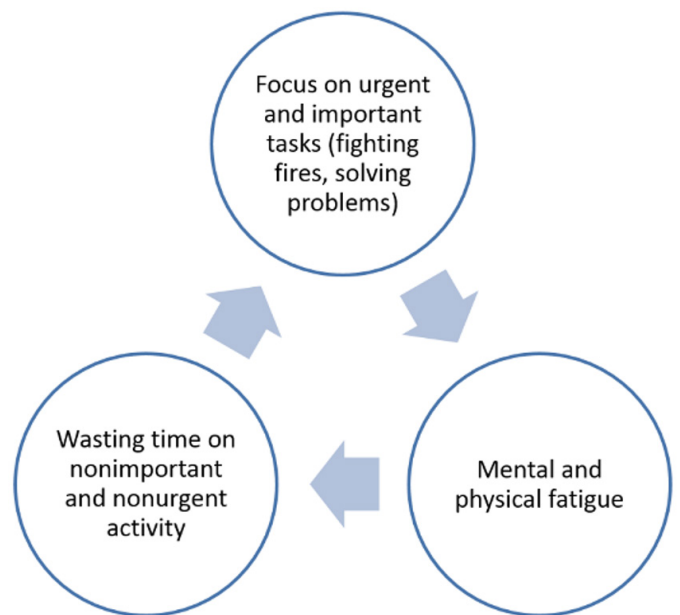 Focus on urgent
and important
tasks (fighting
fires, solving
problems)
Mental and
physical fatigue
Wasting time on
nonimportant
and nonurgent
activity